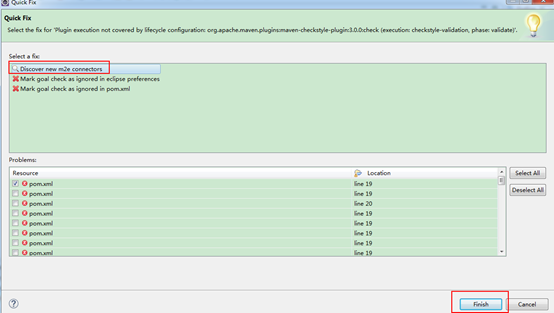 Quick Fix
Quick Fix
Select the fix for 'Plugin execution not covered by lifecycle configuration: org.apache.maven.plugins:maven-checkstyle-plugin:3.0.0:check (execution: checkstyle-validation, phase: validate)'.
Select a fix:
Discover new m2e connectors
Mark goal check as ignored in eclipse preferences
Mark goal check as ignored in pom.xml
Problems:
Resource Location
pom.xml line 19
pom.xml line 19
pom.xml line 20
pom.xml line 19
pom.xml line 19
pom.xml line 19
pom.xml line 19
pom.xml line 19
Select All
Deselect All
Finish
Cancel